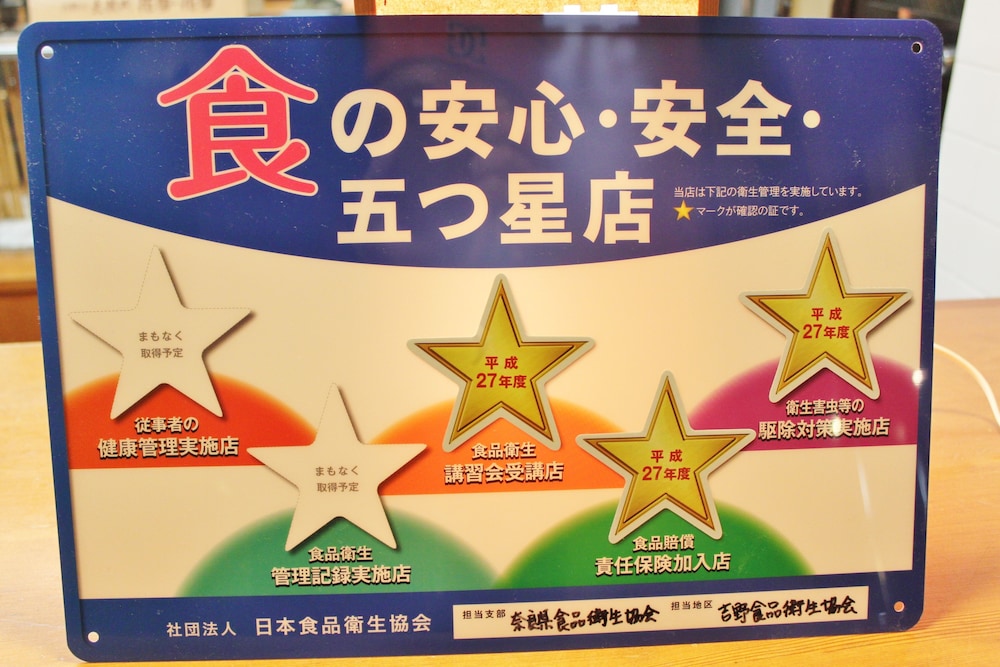 食の安心・安全・
五つ星店
当店は下記の衛生管理を実施しています。
★マークが確認の証です。
まもなく
取得予定
従事者の
健康管理実施店
まもなく
取得予定
食品衛生
管理記録実施店
平成
27年度
食品衛生
講習会受講店
平成
27年度
食品賠償
責任保険加入店
平成
27年度
衛生害虫等の
駆除対策実施店
社団法人 日本食品衛生協会
担当支部 奈良県食品衛生協会 担当地区 吉野食品衛生協会